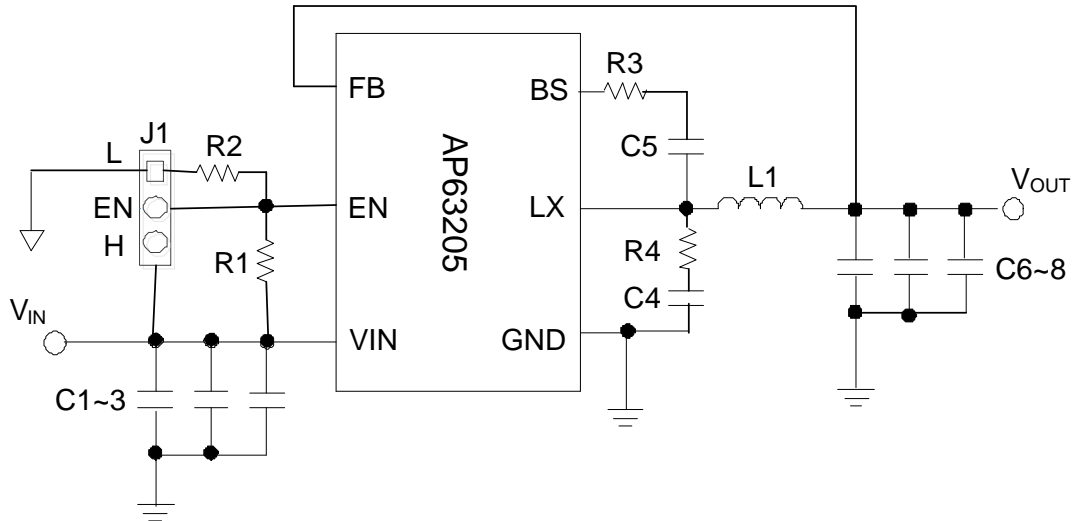 FB
BS
R3
C5
J1
L
R2
EN
H
EN
R1
AP63205
LX
L1
VOUT
R4
C4
C6~8
VIN
VIN
GND
C1~3